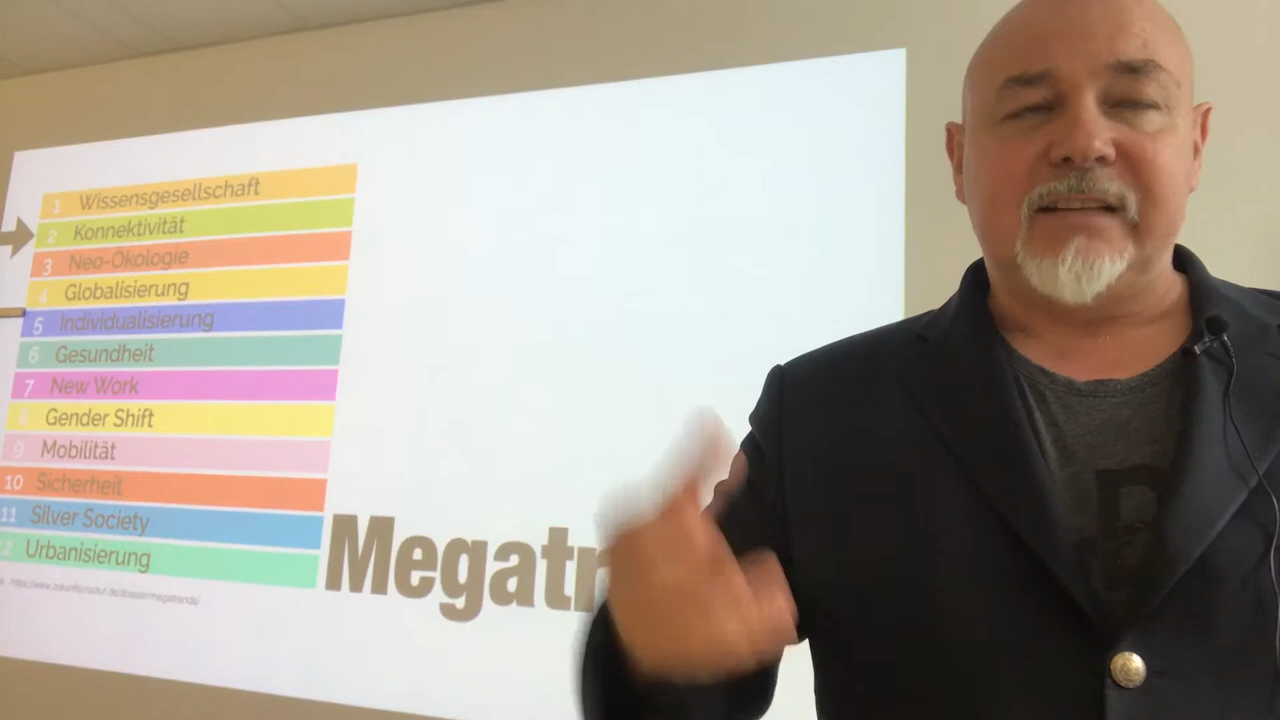 1 Wissensgesellschaft
2 Konnektivität
3 Neo-Ökologie
4 Globalisierung
5 Individualisierung
6 Gesundheit
7 New Work
8 Gender Shift
9 Mobilität
10 Sicherheit
11 Silver Society
12 Urbanisierung
https://www.zukunftsinstitut.de/dossier/megatrends/
Megatr